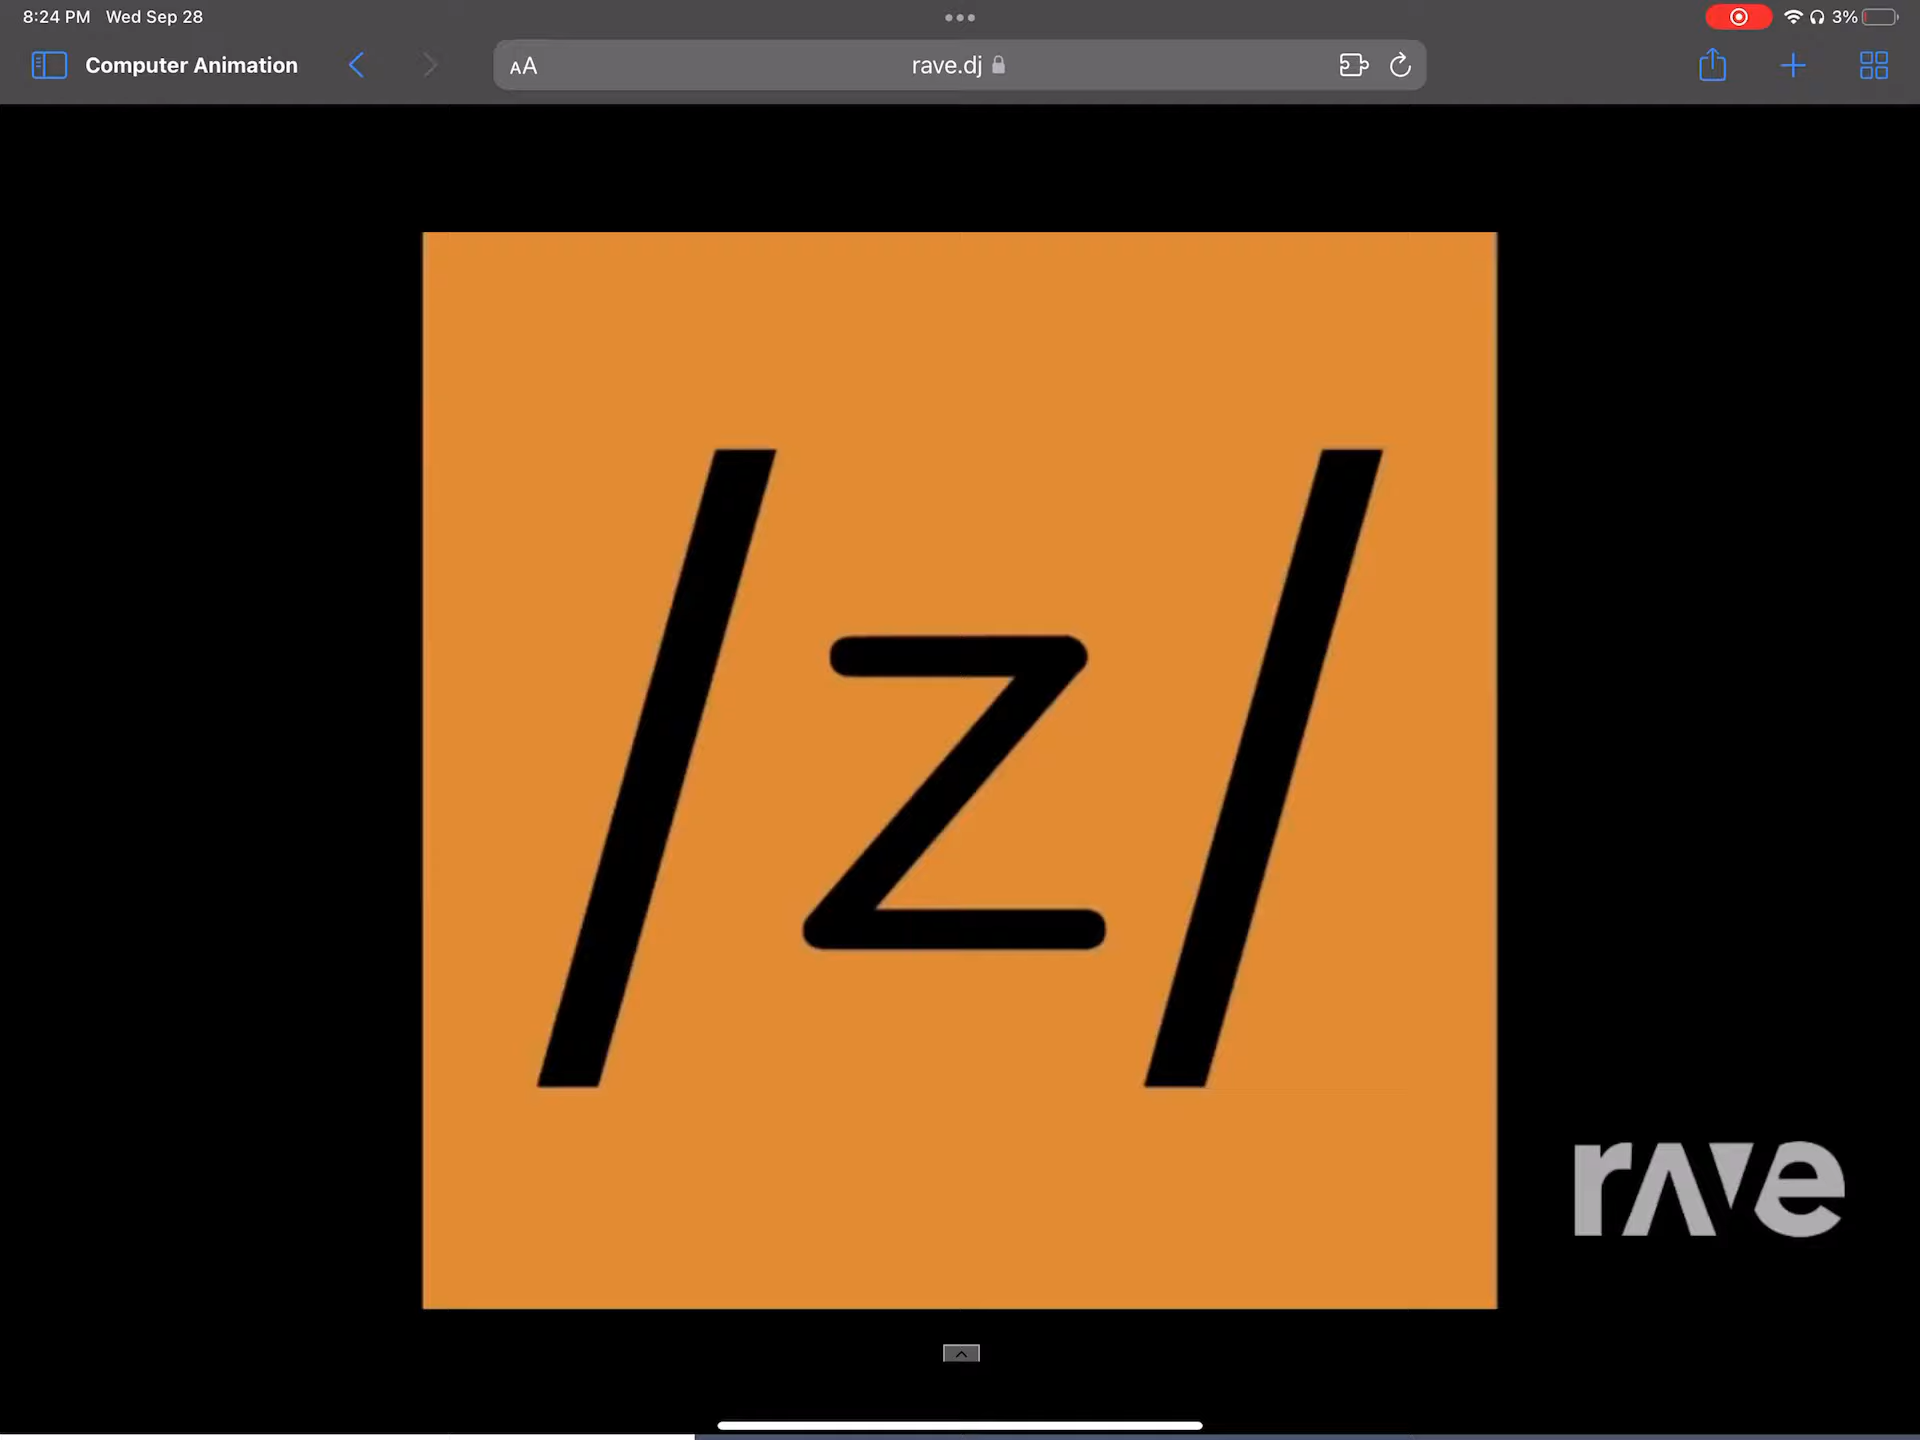 8:24 PM Wed Sep 28
3%
Computer Animation
AA
rave.dj
/z/
rave